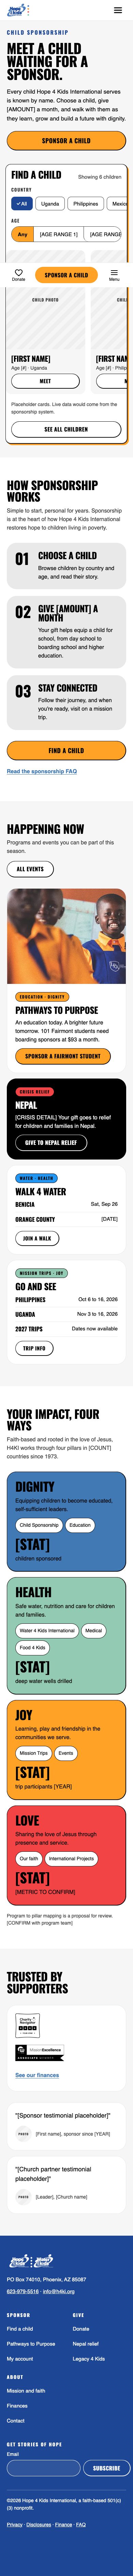 Hope 4 Kids
CHILD SPONSORSHIP
MEET A CHILD
WAITING FOR A
SPONSOR.
Every child Hope 4 Kids International serves
is known by name. Choose a child, give
[AMOUNT] a month, and walk with them as
they learn, grow, and build a future with dignity.
SPONSOR A CHILD
FIND A CHILD
Showing 6 children
COUNTRY
✓All Uganda Philippines Mexico
AGE
Any [AGE RANGE 1] [AGE RANGE
Donate
SPONSOR A CHILD
Menu
CHILD PHOTO
CHIL
[FIRST NAME]
[FIRST NAM
Age [#] · Uganda
Age [#] · Philip
MEET
M
Placeholder cards. Live data would come from the
sponsorship system.
SEE ALL CHILDREN
HOW SPONSORSHIP
WORKS
Simple to start, personal for years. Sponsorship
is at the heart of how Hope 4 Kids International
restores hope to children living in poverty.
01
CHOOSE A CHILD
Browse children by country and
age, and read their story.
02
GIVE [AMOUNT] A
MONTH
Your gift helps equip a child for
school, from day school to
boarding school and higher
education.
03
STAY CONNECTED
Follow their journey, and when
you're ready, visit on a mission
trip.
FIND A CHILD
Read the sponsorship FAQ
HAPPENING NOW
Programs and events you can be part of this
season.
ALL EVENTS
EDUCATION · DIGNITY
PATHWAYS TO PURPOSE
An education today. A brighter future
tomorrow. 101 Fairmont students need
boarding sponsors at $93 a month.
SPONSOR A FAIRMONT STUDENT
CRISIS RELIEF
NEPAL
[CRISIS DETAIL] Your gifts go to relief
for children and families in Nepal.
GIVE TO NEPAL RELIEF
WATER · HEALTH
WALK 4 WATER
BENICIA
Sat, Sep 26
ORANGE COUNTY
[DATE]
JOIN A WALK
MISSION TRIPS · JOY
GO AND SEE
PHILIPPINES
Oct 6 to 16, 2026
UGANDA
Nov 3 to 16, 2026
2027 TRIPS
Dates now available
TRIP INFO
YOUR IMPACT, FOUR
WAYS
Faith-based and rooted in the love of Jesus,
H4KI works through four pillars in [COUNT]
countries since 1973.
DIGNITY
Equipping children to become educated,
self-sufficient leaders.
Child Sponsorship
Education
[STAT]
children sponsored
HEALTH
Safe water, nutrition and care for children
and families.
Water 4 Kids International
Medical
Food 4 Kids
[STAT]
deep water wells drilled
JOY
Learning, play and friendship in the
communities we serve.
Mission Trips
Events
[STAT]
trip participants [YEAR]
LOVE
Sharing the love of Jesus through
presence and service.
Our faith
International Projects
[STAT]
[METRIC TO CONFIRM]
Program to pillar mapping is a proposal for review.
[CONFIRM with program team]
TRUSTED BY
SUPPORTERS
Charity
Navigator
MissionExcellence
See our finances
"[Sponsor testimonial placeholder]"
PHOTO
[First name], sponsor since [YEAR]
"[Church partner testimonial
placeholder]"
PHOTO
[Leader], [Church name]
PO Box 74010, Phoenix, AZ 85087
623-979-5516 · info@h4ki.org
SPONSOR
GIVE
Find a child
Donate
Pathways to Purpose
Nepal relief
My account
Legacy 4 Kids
ABOUT
Mission and faith
Finances
Contact
GET STORIES OF HOPE
Email
SUBSCRIBE
©2026 Hope 4 Kids International, a faith-based 501(c)
(3) nonprofit.
Privacy · Disclosures · Finance · FAQ